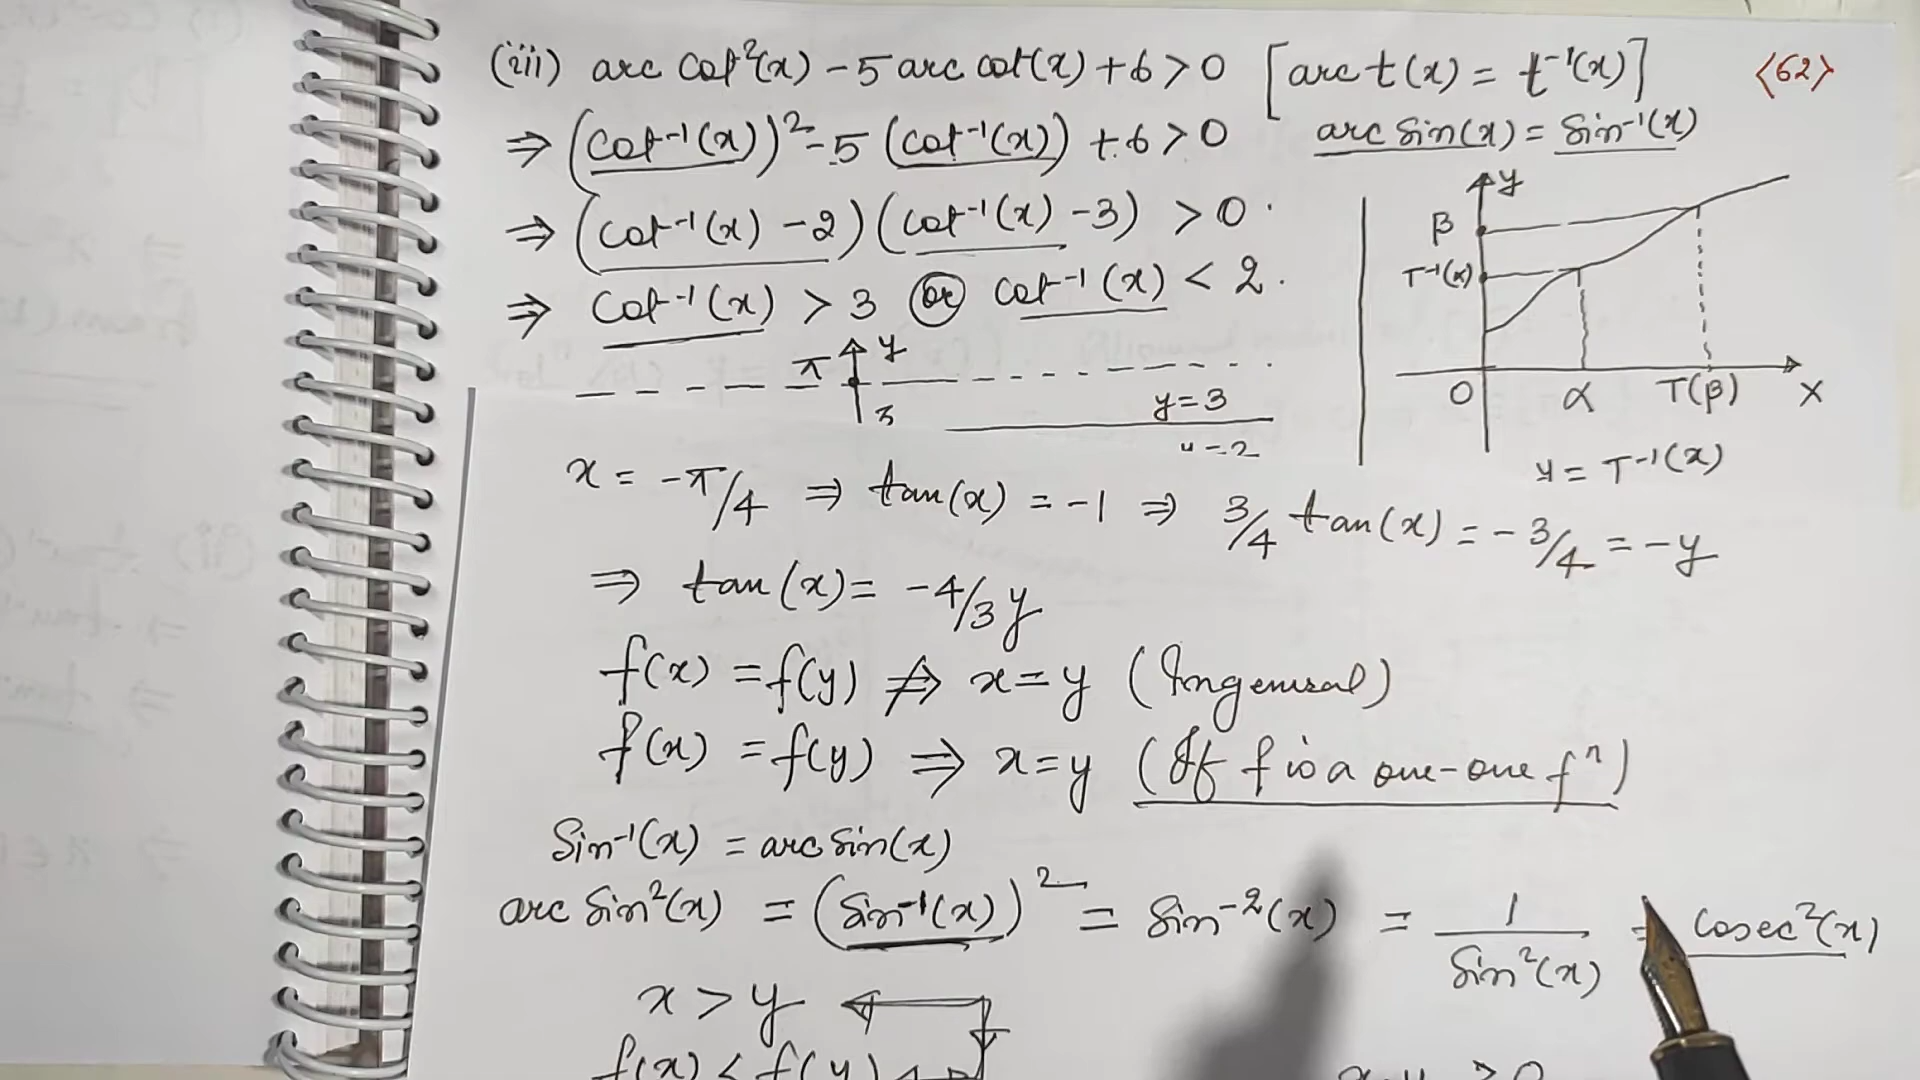 (iii) arc cot²(x) - 5 arc cot(x) + 6 > 0 [arc t(x) = t⁻¹(x)] <62>
⇒ (cot⁻¹(x))² - 5 (cot⁻¹(x)) + 6 > 0 arc sin(x) = Sin⁻¹(x)
⇒ (cot⁻¹(x) - 2) (cot⁻¹(x) - 3) > 0.
⇒ cot⁻¹(x) > 3 or cot⁻¹(x) < 2.
y
β
T⁻¹(α)
O α T(β) X
y = T⁻¹(x)
π y
3 y=3
y=2
x = -π/4 ⇒ tan(x) = -1 ⇒ 3/4 tan(x) = -3/4 = -y
⇒ tan(x) = -4/3 y
f(x) = f(y) ⇏ x = y (In general)
f(x) = f(y) ⇒ x = y (If f is a one-one fⁿ)
Sin⁻¹(x) = arc sin(x)
arc Sin²(x) = (Sin⁻¹(x))² = Sin⁻²(x) = 1/Sin²(x) = Cosec²(x)
x > y
f(x) < f(y)